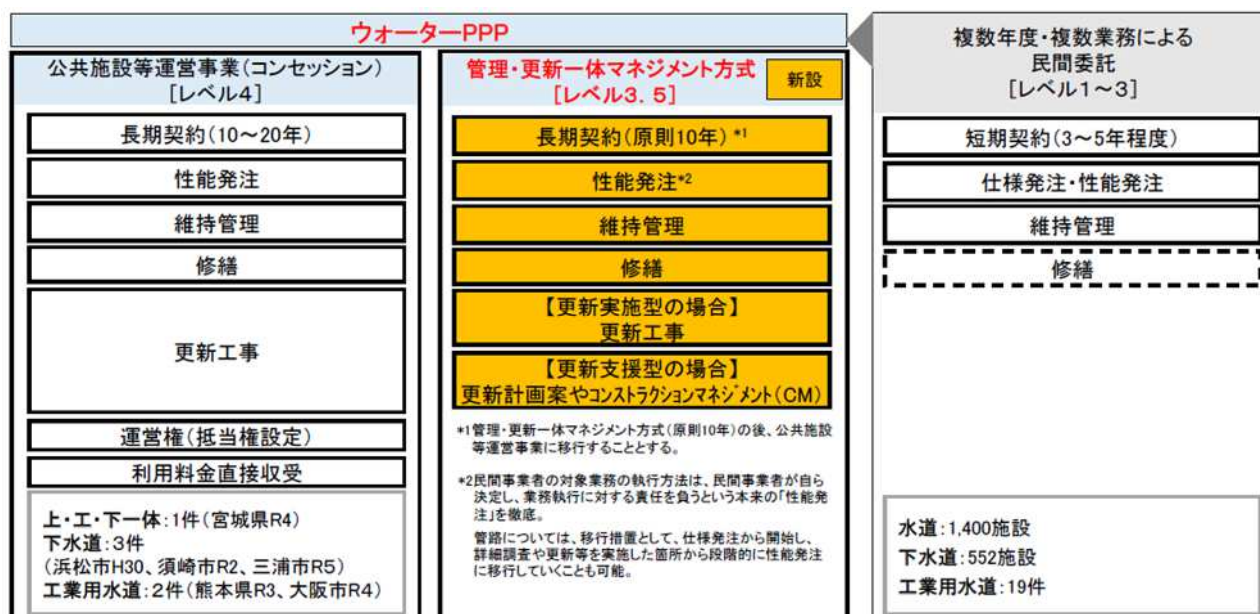 ウォーターPPP
公共施設等運営事業(コンセッション)
[レベル4]
長期契約(10～20年)
性能発注
維持管理
修繕
更新工事
運営権(抵当権設定)
利用料金直接収受
上・工・下一体:1件(宮城県R4)
下水道:3件
(浜松市H30、須崎市R2、三浦市R5)
工業用水道:2件(熊本県R3、大阪市R4)
管理・更新一体マネジメント方式
[レベル3.5]
新設
長期契約(原則10年)*1
性能発注*2
維持管理
修繕
【更新実施型の場合】
更新工事
【更新支援型の場合】
更新計画案やコンストラクションマネジメント(CM)
*1管理・更新一体マネジメント方式(原則10年)の後、公共施設
等運営事業に移行することとする。
*2民間事業者の対象業務の執行方法は、民間事業者が自ら
決定し、業務執行に対する責任を負うという本来の「性能発
注」を徹底。
管路については、移行措置として、仕様発注から開始し、
詳細調査や更新等を実施した箇所から段階的に性能発注
に移行していくことも可能。
複数年度・複数業務による
民間委託
[レベル1～3]
短期契約(3～5年程度)
仕様発注・性能発注
維持管理
修繕
水道:1,400施設
下水道:552施設
工業用水道:19件